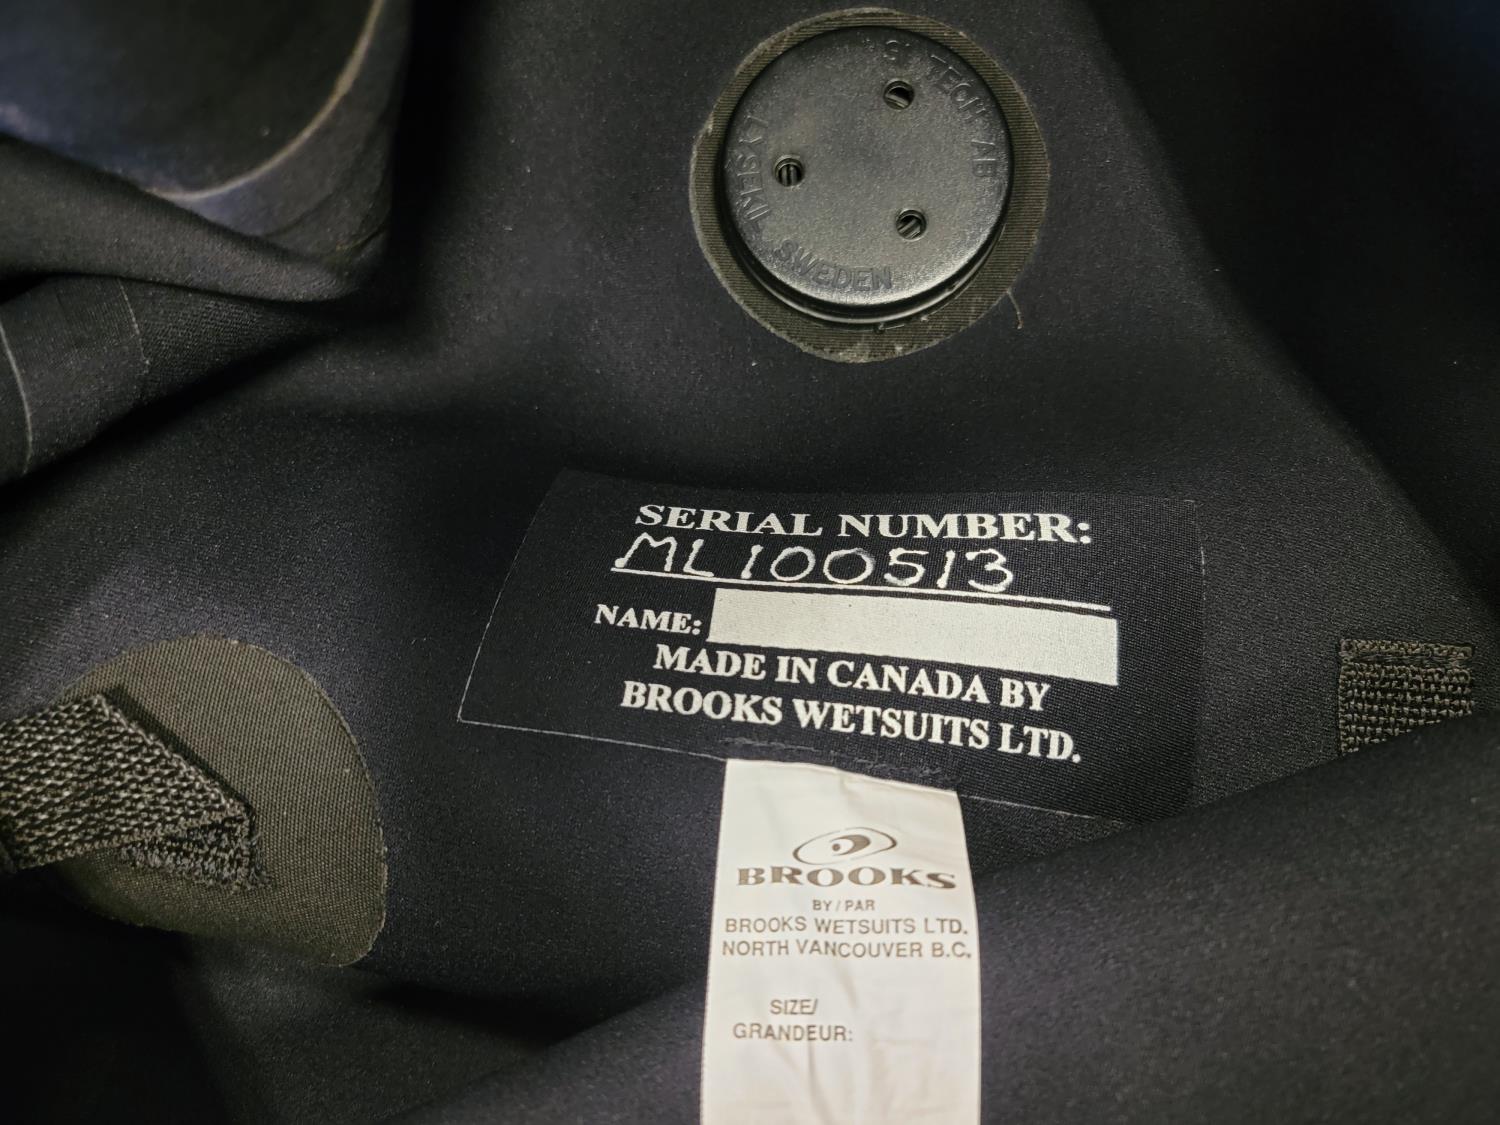 SI TECH AB
SWEDEN
SERIAL NUMBER:
ML100513
NAME:
MADE IN CANADA BY
BROOKS WETSUITS LTD.
BROOKS
BY/PAR
BROOKS WETSUITS LTD.
NORTH VANCOUVER B.C.
SIZE/
GRANDEUR: